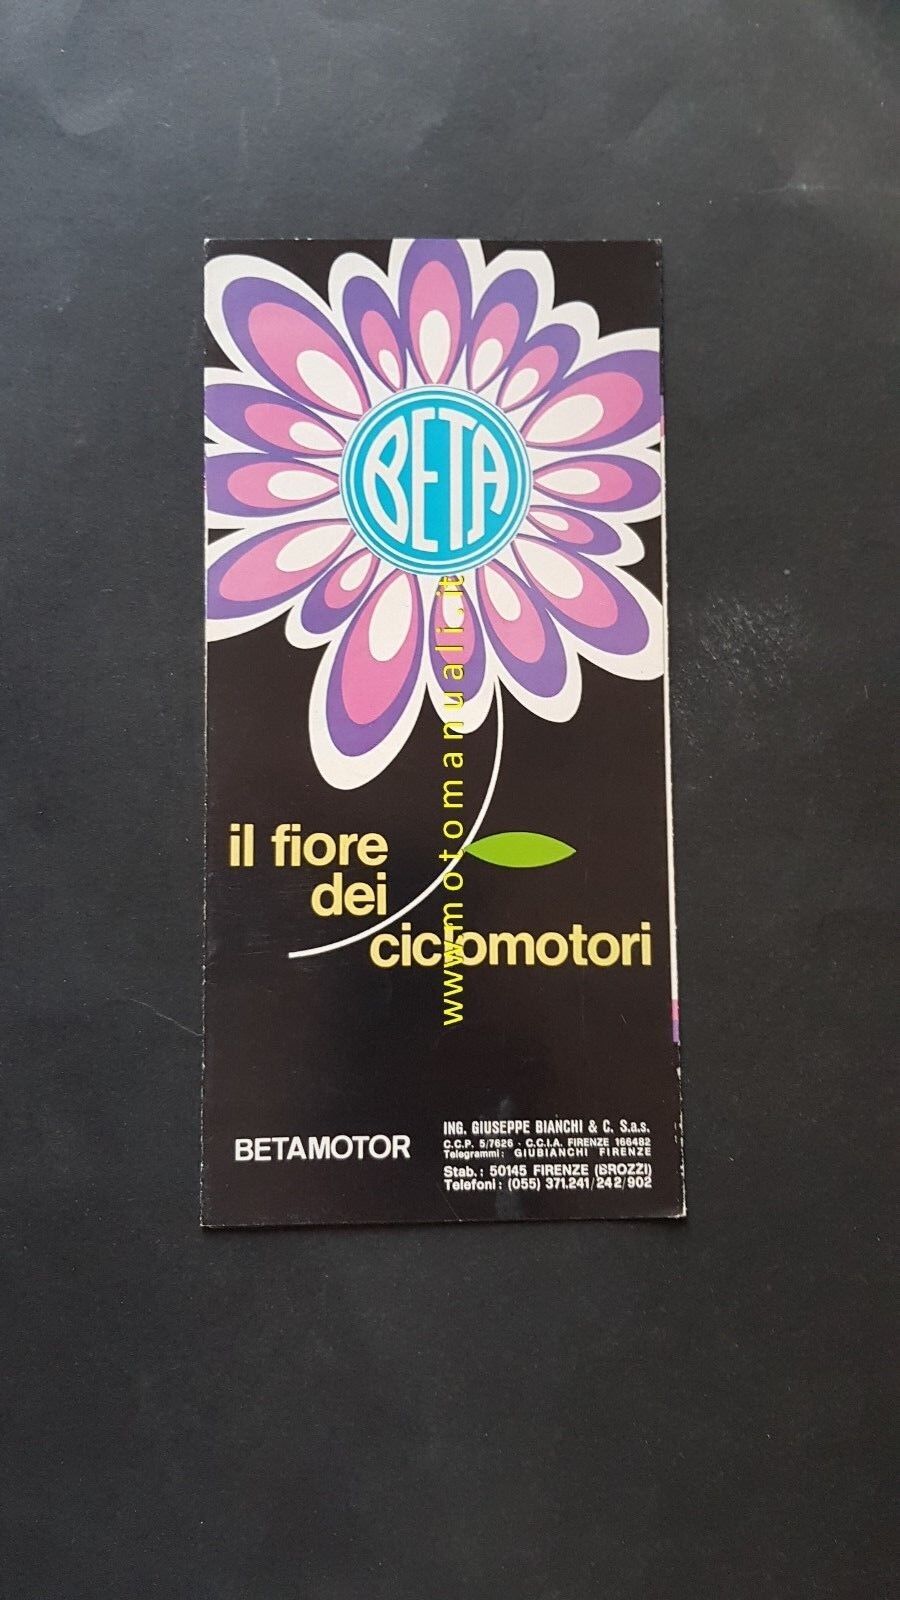 BETA
il fiore
dei
ciclomotori
www.motomanuali.it
BETAMOTOR
ING. GIUSEPPE BIANCHI & C. S.a.s.
C.C.P. 5/7626 - C.C.I.A. FIRENZE 166482
Telegrammi: GIUBIANCHI FIRENZE
Stab.: 50145 FIRENZE (BROZZI)
Telefoni: (055) 371.241/242/902